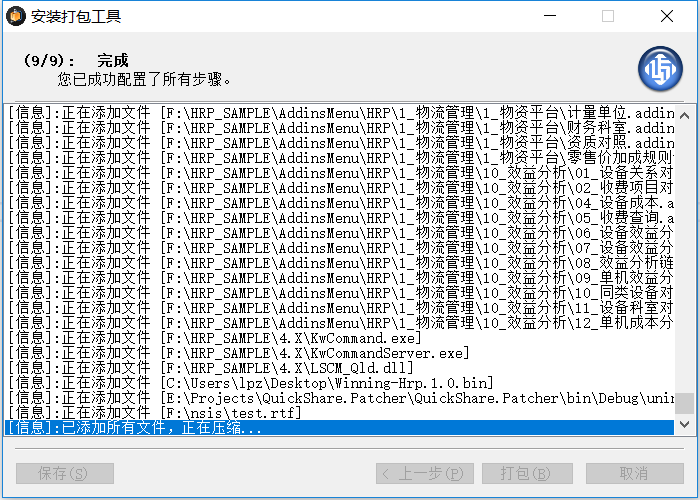 安装打包工具
(9/9)： 完成
您已成功配置了所有步骤。
[信息]:正在添加文件 [F:\HRP_SAMPLE\AddinsMenu\HRP\1_物流管理\1_物资平台\计量单位.addin
[信息]:正在添加文件 [F:\HRP_SAMPLE\AddinsMenu\HRP\1_物流管理\1_物资平台\财务科室.addin
[信息]:正在添加文件 [F:\HRP_SAMPLE\AddinsMenu\HRP\1_物流管理\1_物资平台\资质对照.addin
[信息]:正在添加文件 [F:\HRP_SAMPLE\AddinsMenu\HRP\1_物流管理\1_物资平台\零售价加成规则
[信息]:正在添加文件 [F:\HRP_SAMPLE\AddinsMenu\HRP\1_物流管理\10_效益分析\01_设备关系对
[信息]:正在添加文件 [F:\HRP_SAMPLE\AddinsMenu\HRP\1_物流管理\10_效益分析\02_收费项目对
[信息]:正在添加文件 [F:\HRP_SAMPLE\AddinsMenu\HRP\1_物流管理\10_效益分析\04_设备成本.a
[信息]:正在添加文件 [F:\HRP_SAMPLE\AddinsMenu\HRP\1_物流管理\10_效益分析\05_收费查询.a
[信息]:正在添加文件 [F:\HRP_SAMPLE\AddinsMenu\HRP\1_物流管理\10_效益分析\06_设备效益分
[信息]:正在添加文件 [F:\HRP_SAMPLE\AddinsMenu\HRP\1_物流管理\10_效益分析\07_设备效益分
[信息]:正在添加文件 [F:\HRP_SAMPLE\AddinsMenu\HRP\1_物流管理\10_效益分析\08_效益分析链
[信息]:正在添加文件 [F:\HRP_SAMPLE\AddinsMenu\HRP\1_物流管理\10_效益分析\09_单机效益分
[信息]:正在添加文件 [F:\HRP_SAMPLE\AddinsMenu\HRP\1_物流管理\10_效益分析\10_同类设备对
[信息]:正在添加文件 [F:\HRP_SAMPLE\AddinsMenu\HRP\1_物流管理\10_效益分析\11_设备科室对
[信息]:正在添加文件 [F:\HRP_SAMPLE\AddinsMenu\HRP\1_物流管理\10_效益分析\12_单机成本分
[信息]:正在添加文件 [F:\HRP_SAMPLE\4.X\KwCommand.exe]
[信息]:正在添加文件 [F:\HRP_SAMPLE\4.X\KwCommandServer.exe]
[信息]:正在添加文件 [F:\HRP_SAMPLE\4.X\LSCM_Qld.dll]
[信息]:正在添加文件 [C:\Users\lpz\Desktop\Winning-Hrp.1.0.bin]
[信息]:正在添加文件 [E:\Projects\QuickShare.Patcher\QuickShare.Patcher\bin\Debug\unin
[信息]:正在添加文件 [F:\nsis\test.rtf]
[信息]:已添加所有文件，正在压缩...
保存(S)
< 上一步(P)
打包(B)
取消